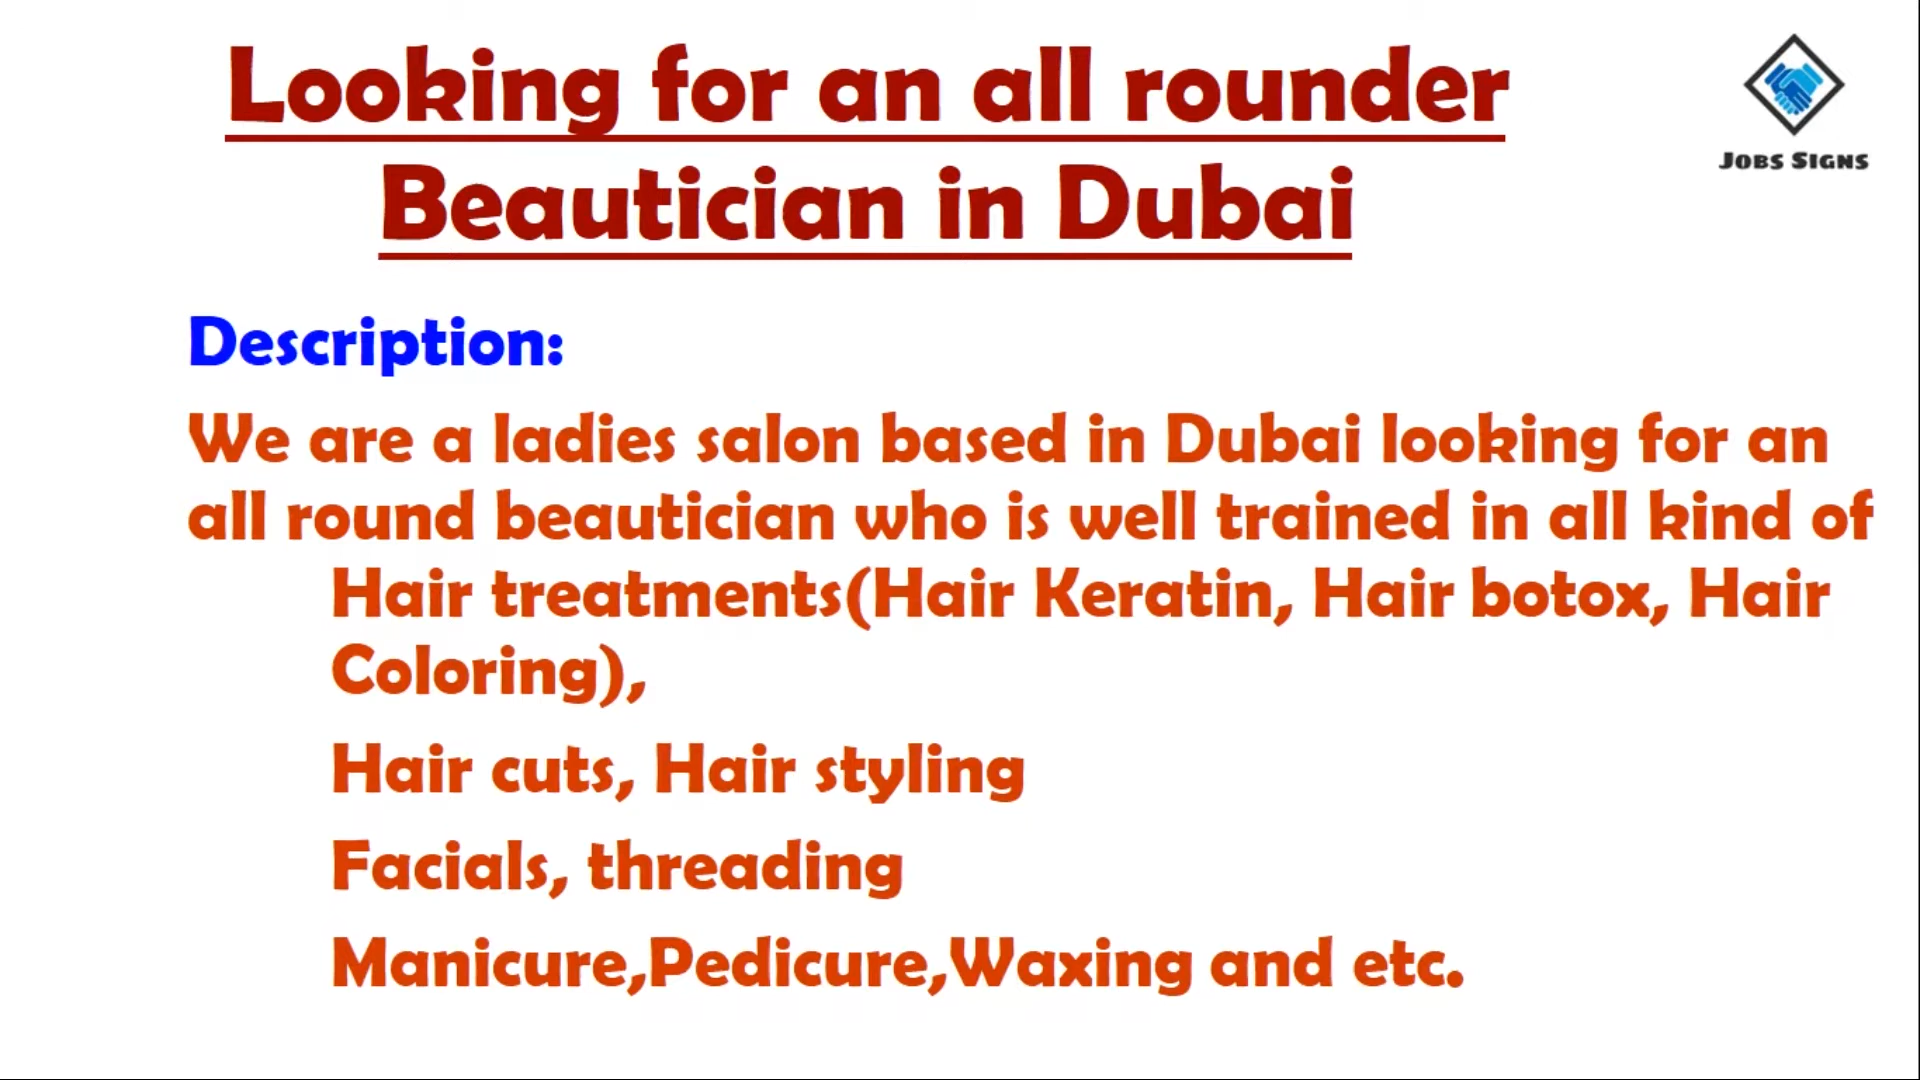 Looking for an all rounder
Beautician in Dubai
JOBS SIGNS
Description:
We are a ladies salon based in Dubai looking for an
all round beautician who is well trained in all kind of
Hair treatments(Hair Keratin, Hair botox, Hair
Coloring),
Hair cuts, Hair styling
Facials, threading
Manicure,Pedicure,Waxing and etc.